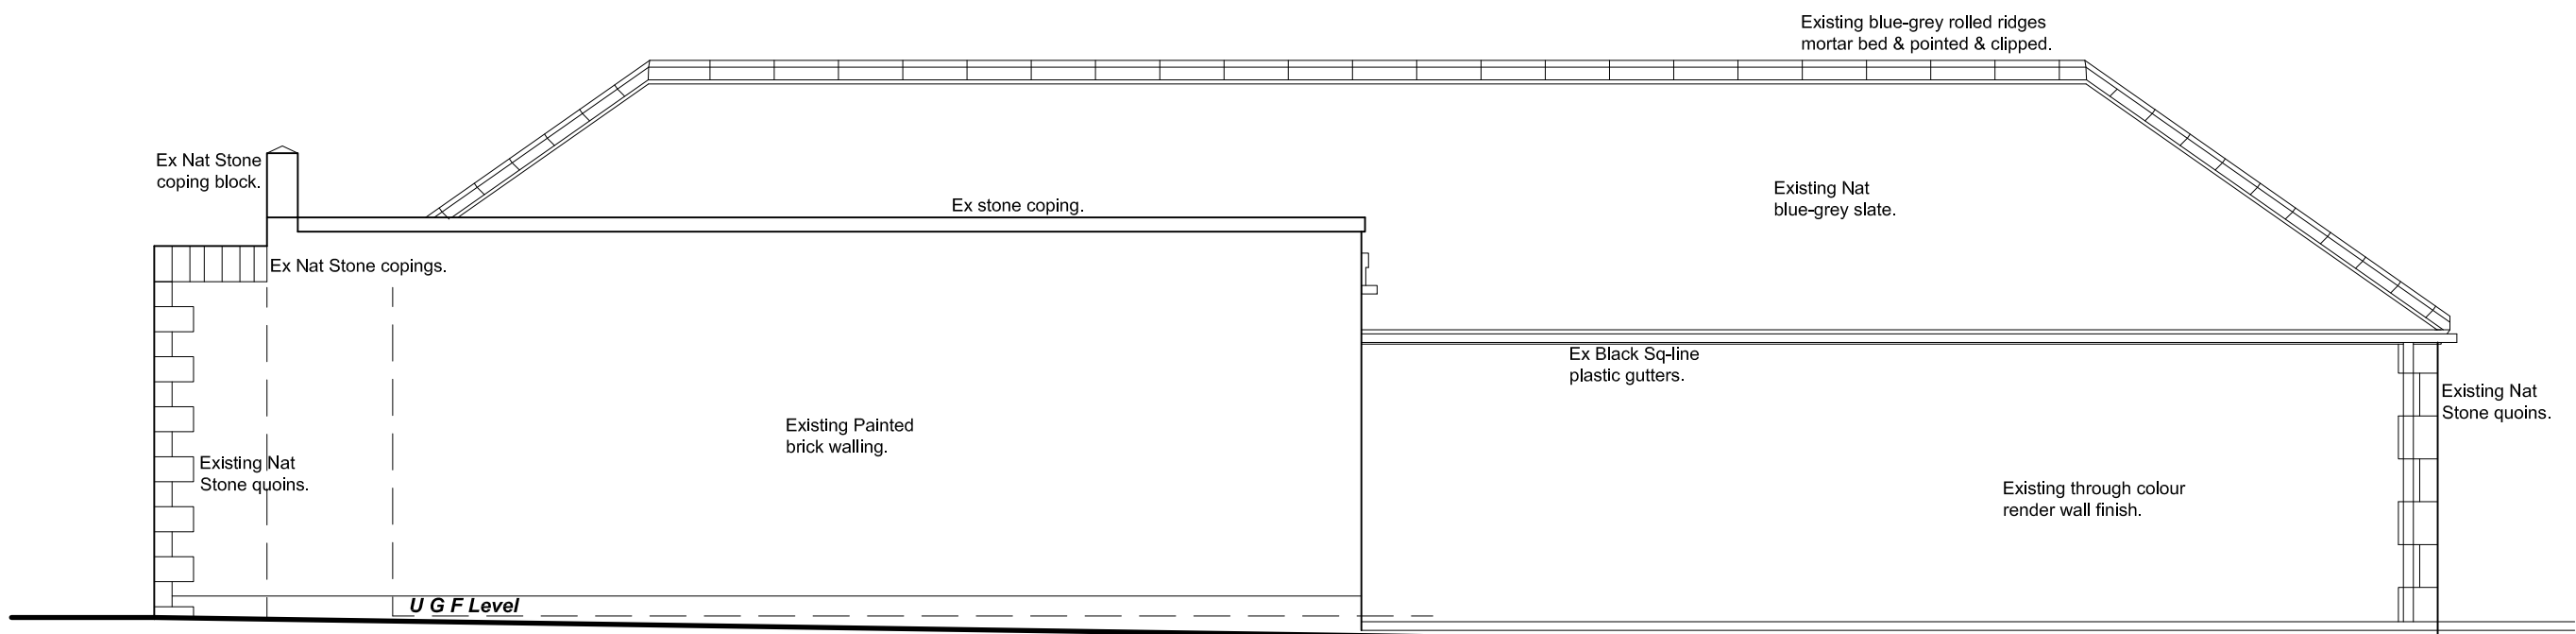 Existing blue-grey rolled ridges
mortar bed & pointed & clipped.
Ex Nat Stone
coping block.
Existing Nat
blue-grey slate.
Ex stone coping.
Ex Nat Stone copings.
Ex Black Sq-line
plastic gutters.
Existing Nat
Stone quoins.
Existing Painted
brick walling.
Existing Nat
Stone quoins.
Existing through colour
render wall finish.
U G F Level